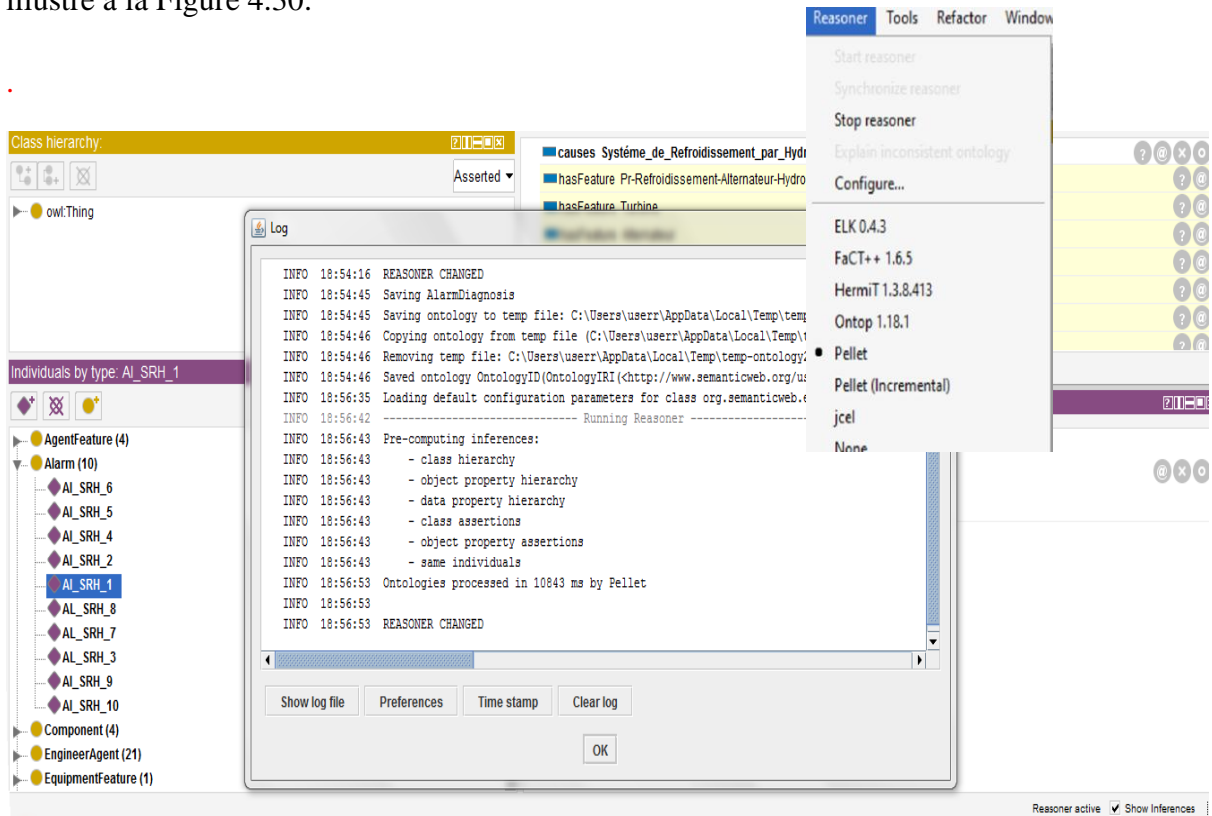 illustré à la Figure 4.30.
.
Reasoner Tools Refactor Window
Start reasoner
Synchronize reasoner
Stop reasoner
Explain inconsistent ontology
Configure...
ELK 0.4.3
FaCT++ 1.6.5
HermiT 1.3.8.413
Ontop 1.18.1
Pellet
Pellet (Incremental)
jcel
None
Class hierarchy:
Asserted
owl:Thing
causes Systéme_de_Refroidissement_par_Hydr
hasFeature Pr-Refroidissement-Alternateur-Hydro
hasFeature Turbine
hasFeature Alternateur
Individuals by type: AI_SRH_1
AgentFeature (4)
Alarm (10)
AI_SRH_6
AI_SRH_5
AI_SRH_4
AI_SRH_2
AI_SRH_1
AL_SRH_8
AL_SRH_7
AL_SRH_3
AI_SRH_9
AI_SRH_10
Component (4)
EngineerAgent (21)
EquipmentFeature (1)
Log
INFO 18:54:16 REASONER CHANGED
INFO 18:54:45 Saving AlarmDiagnosis
INFO 18:54:45 Saving ontology to temp file: C:\Users\userr\AppData\Local\Temp\temp
INFO 18:54:46 Copying ontology from temp file (C:\Users\userr\AppData\Local\Temp\t
INFO 18:54:46 Removing temp file: C:\Users\userr\AppData\Local\Temp\temp-ontology2
INFO 18:54:46 Saved ontology OntologyID(OntologyIRI(<http://www.semanticweb.org/us
INFO 18:56:35 Loading default configuration parameters for class org.semanticweb.e
INFO 18:56:42 ------------------------------- Running Reasoner -------------------
INFO 18:56:43 Pre-computing inferences:
INFO 18:56:43 - class hierarchy
INFO 18:56:43 - object property hierarchy
INFO 18:56:43 - data property hierarchy
INFO 18:56:43 - class assertions
INFO 18:56:43 - object property assertions
INFO 18:56:43 - same individuals
INFO 18:56:53 Ontologies processed in 10843 ms by Pellet
INFO 18:56:53
INFO 18:56:53 REASONER CHANGED
Show log file Preferences Time stamp Clear log
OK
Reasoner active Show Inferences